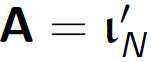 𝐀 = 𝛊′_N